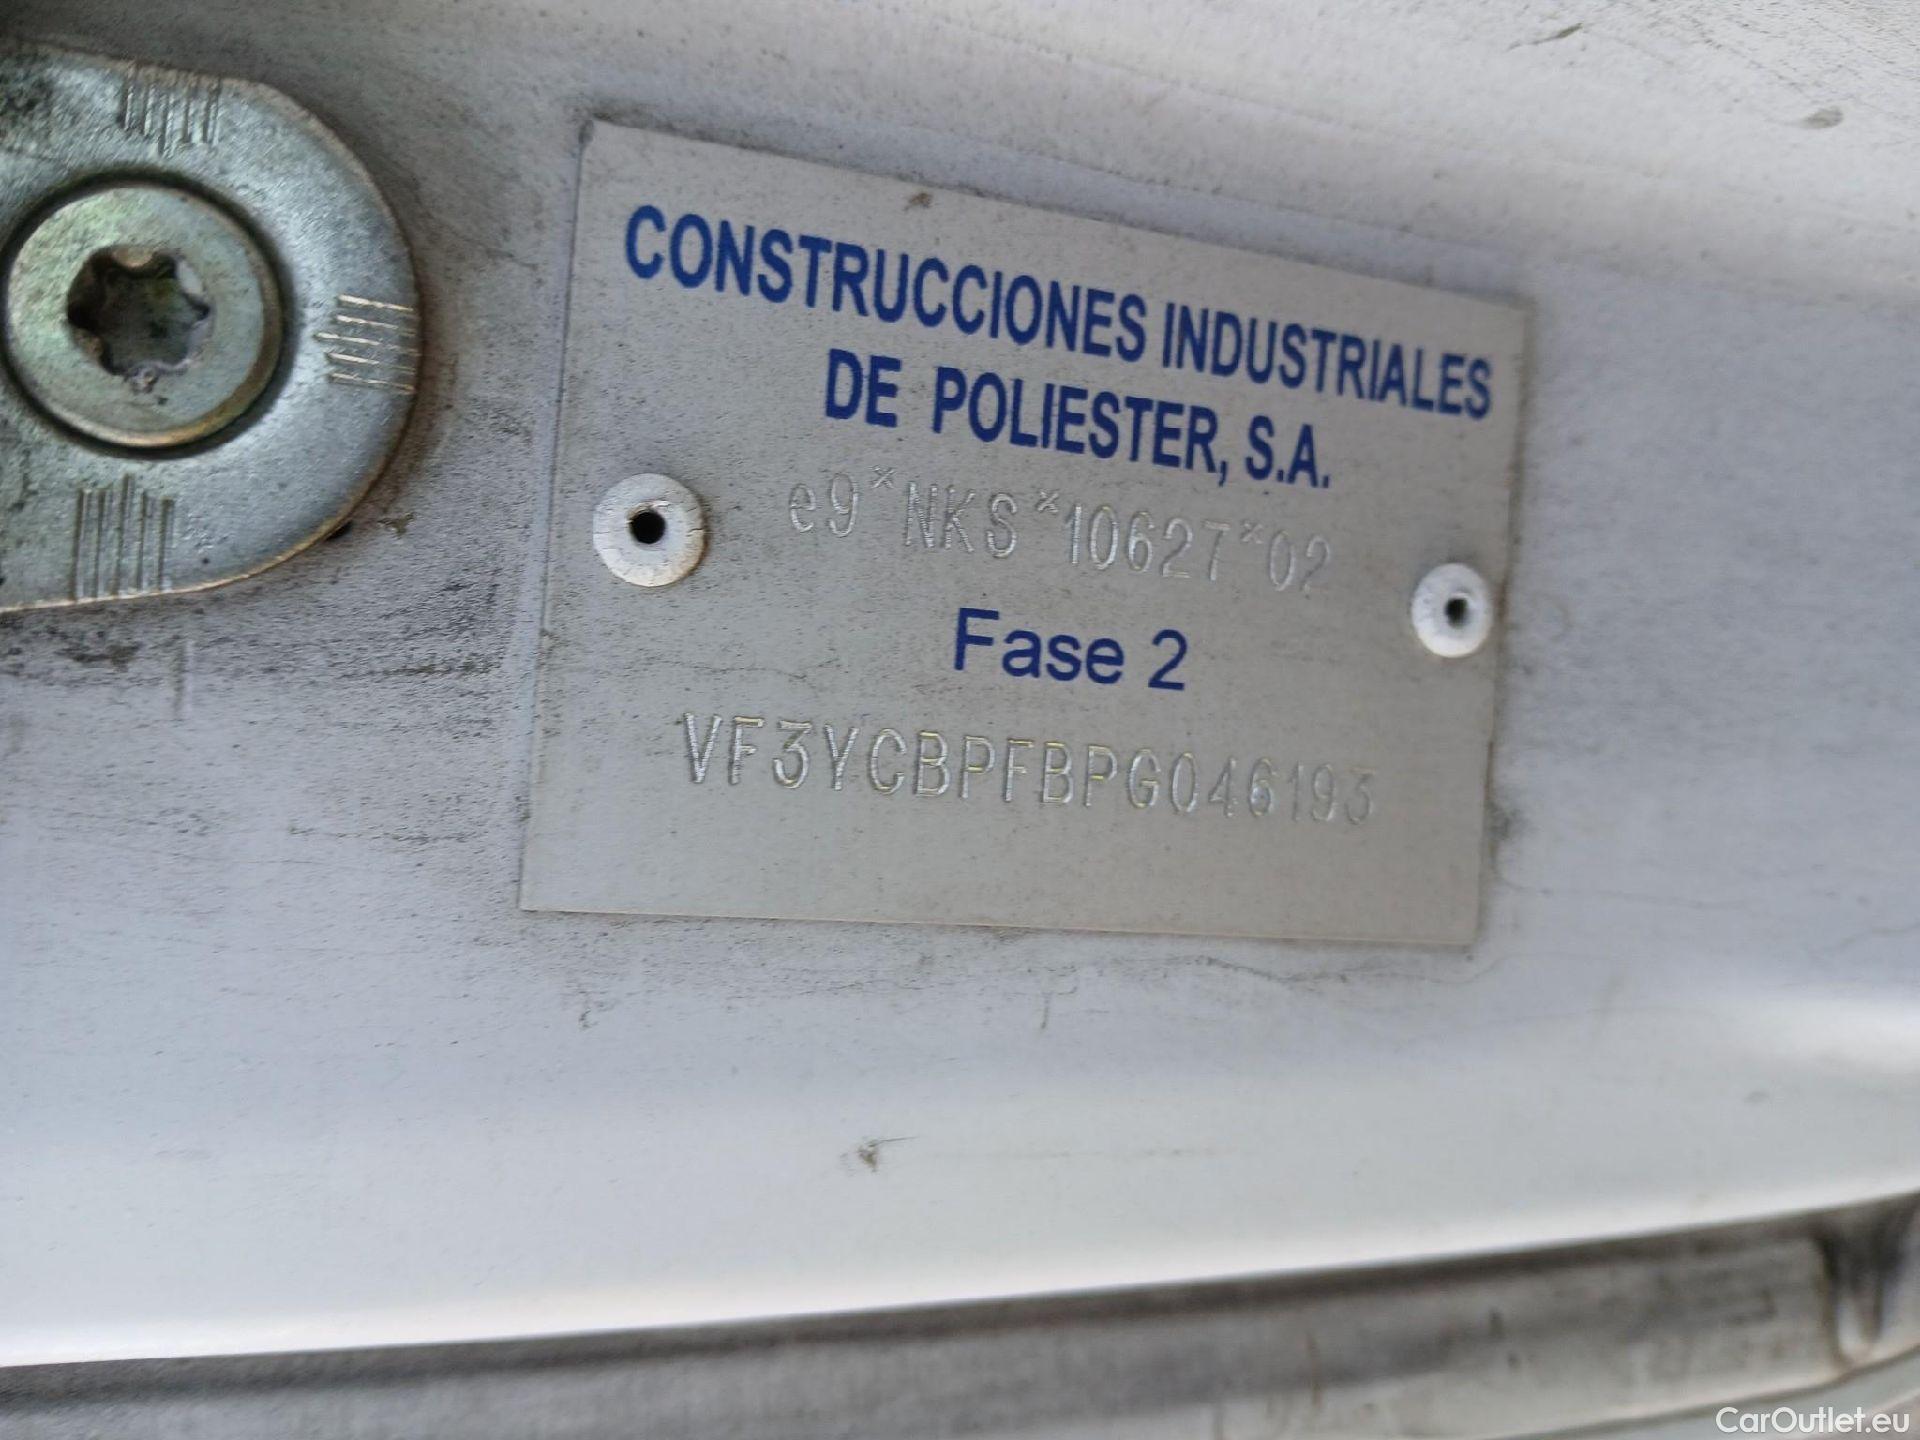 CONSTRUCCIONES INDUSTRIALES
DE POLIESTER, S.A.
e9*NKS*10627*02
Fase 2
VF3YCBPFBPG046193
CarOutlet.eu